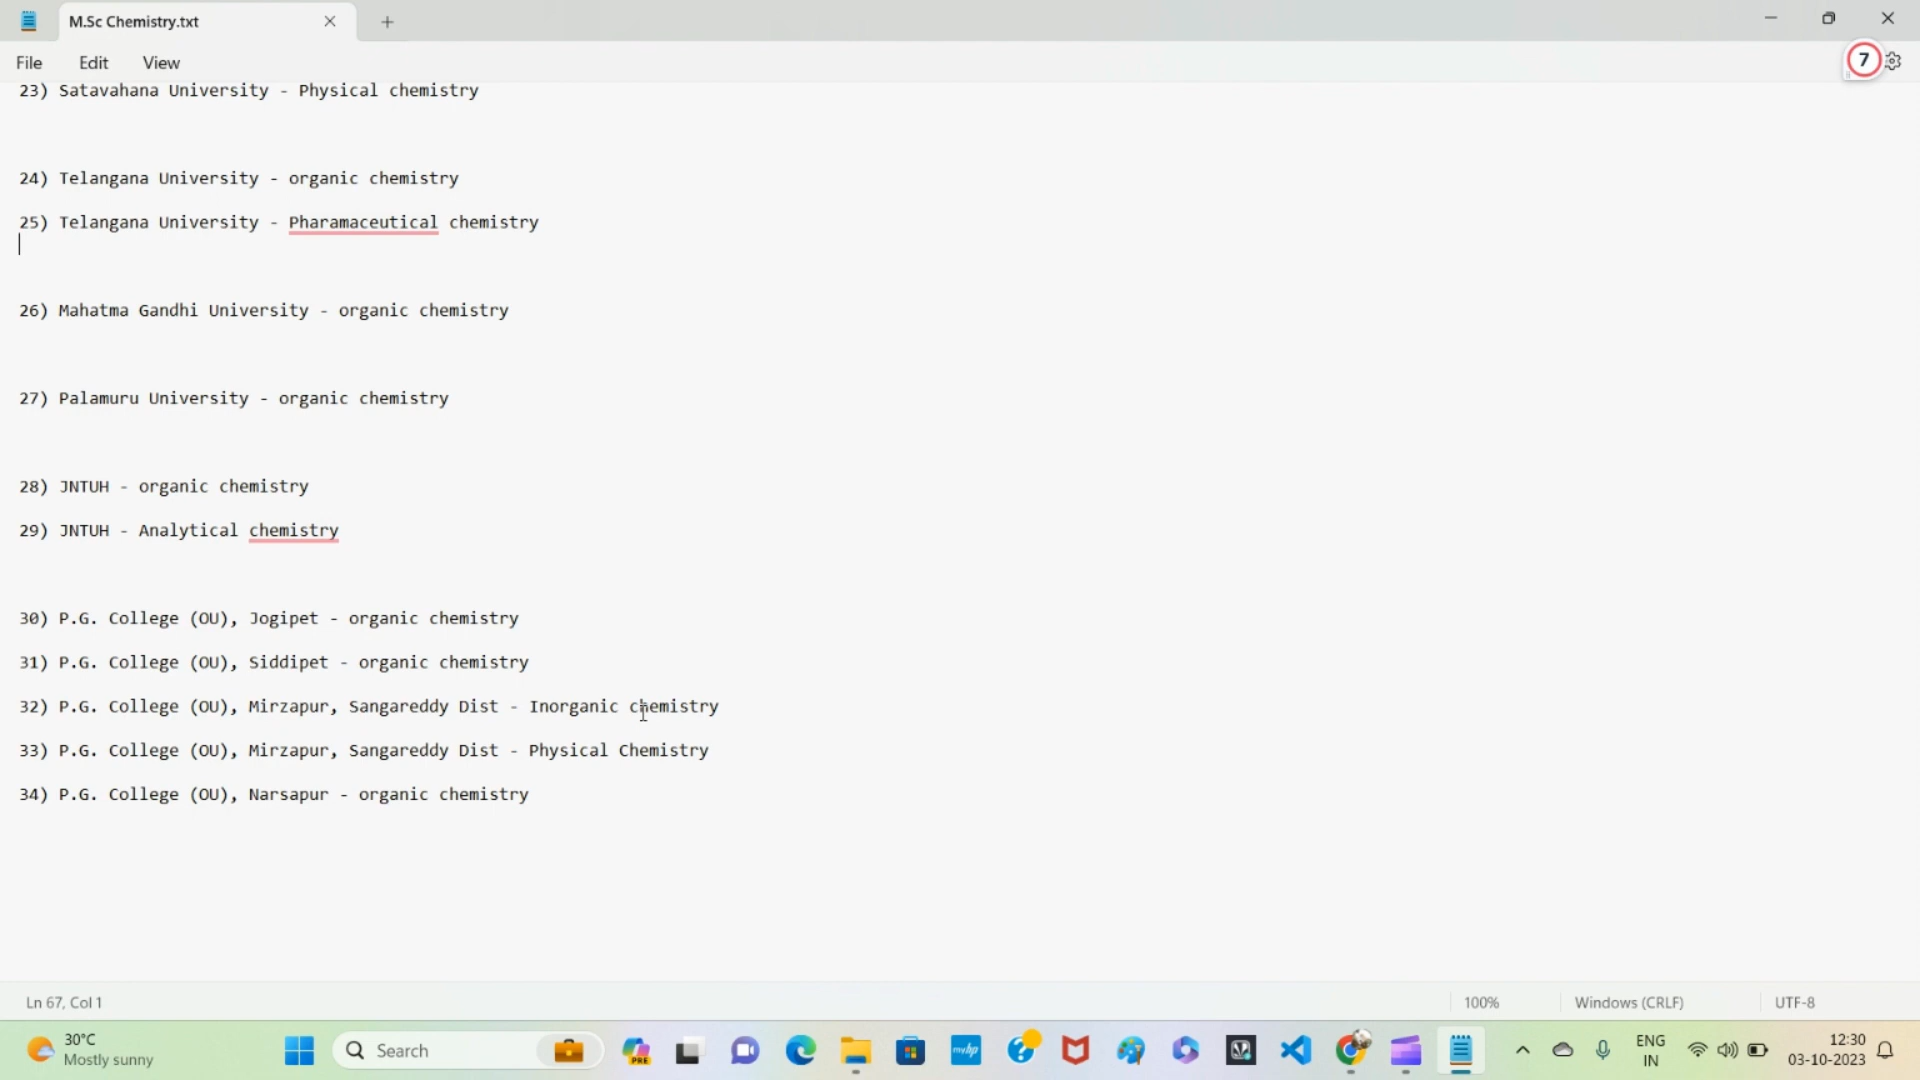 M.Sc Chemistry.txt
File Edit View
7
23) Satavahana University - Physical chemistry
24) Telangana University - organic chemistry
25) Telangana University - Pharamaceutical chemistry
26) Mahatma Gandhi University - organic chemistry
27) Palamuru University - organic chemistry
28) JNTUH - organic chemistry
29) JNTUH - Analytical chemistry
30) P.G. College (OU), Jogipet - organic chemistry
31) P.G. College (OU), Siddipet - organic chemistry
32) P.G. College (OU), Mirzapur, Sangareddy Dist - Inorganic chemistry
33) P.G. College (OU), Mirzapur, Sangareddy Dist - Physical Chemistry
34) P.G. College (OU), Narsapur - organic chemistry
Ln 67, Col 1 100% Windows (CRLF) UTF-8
30°C
Mostly sunny
Search
PRE
myhp
ENG
IN
12:30
03-10-2023